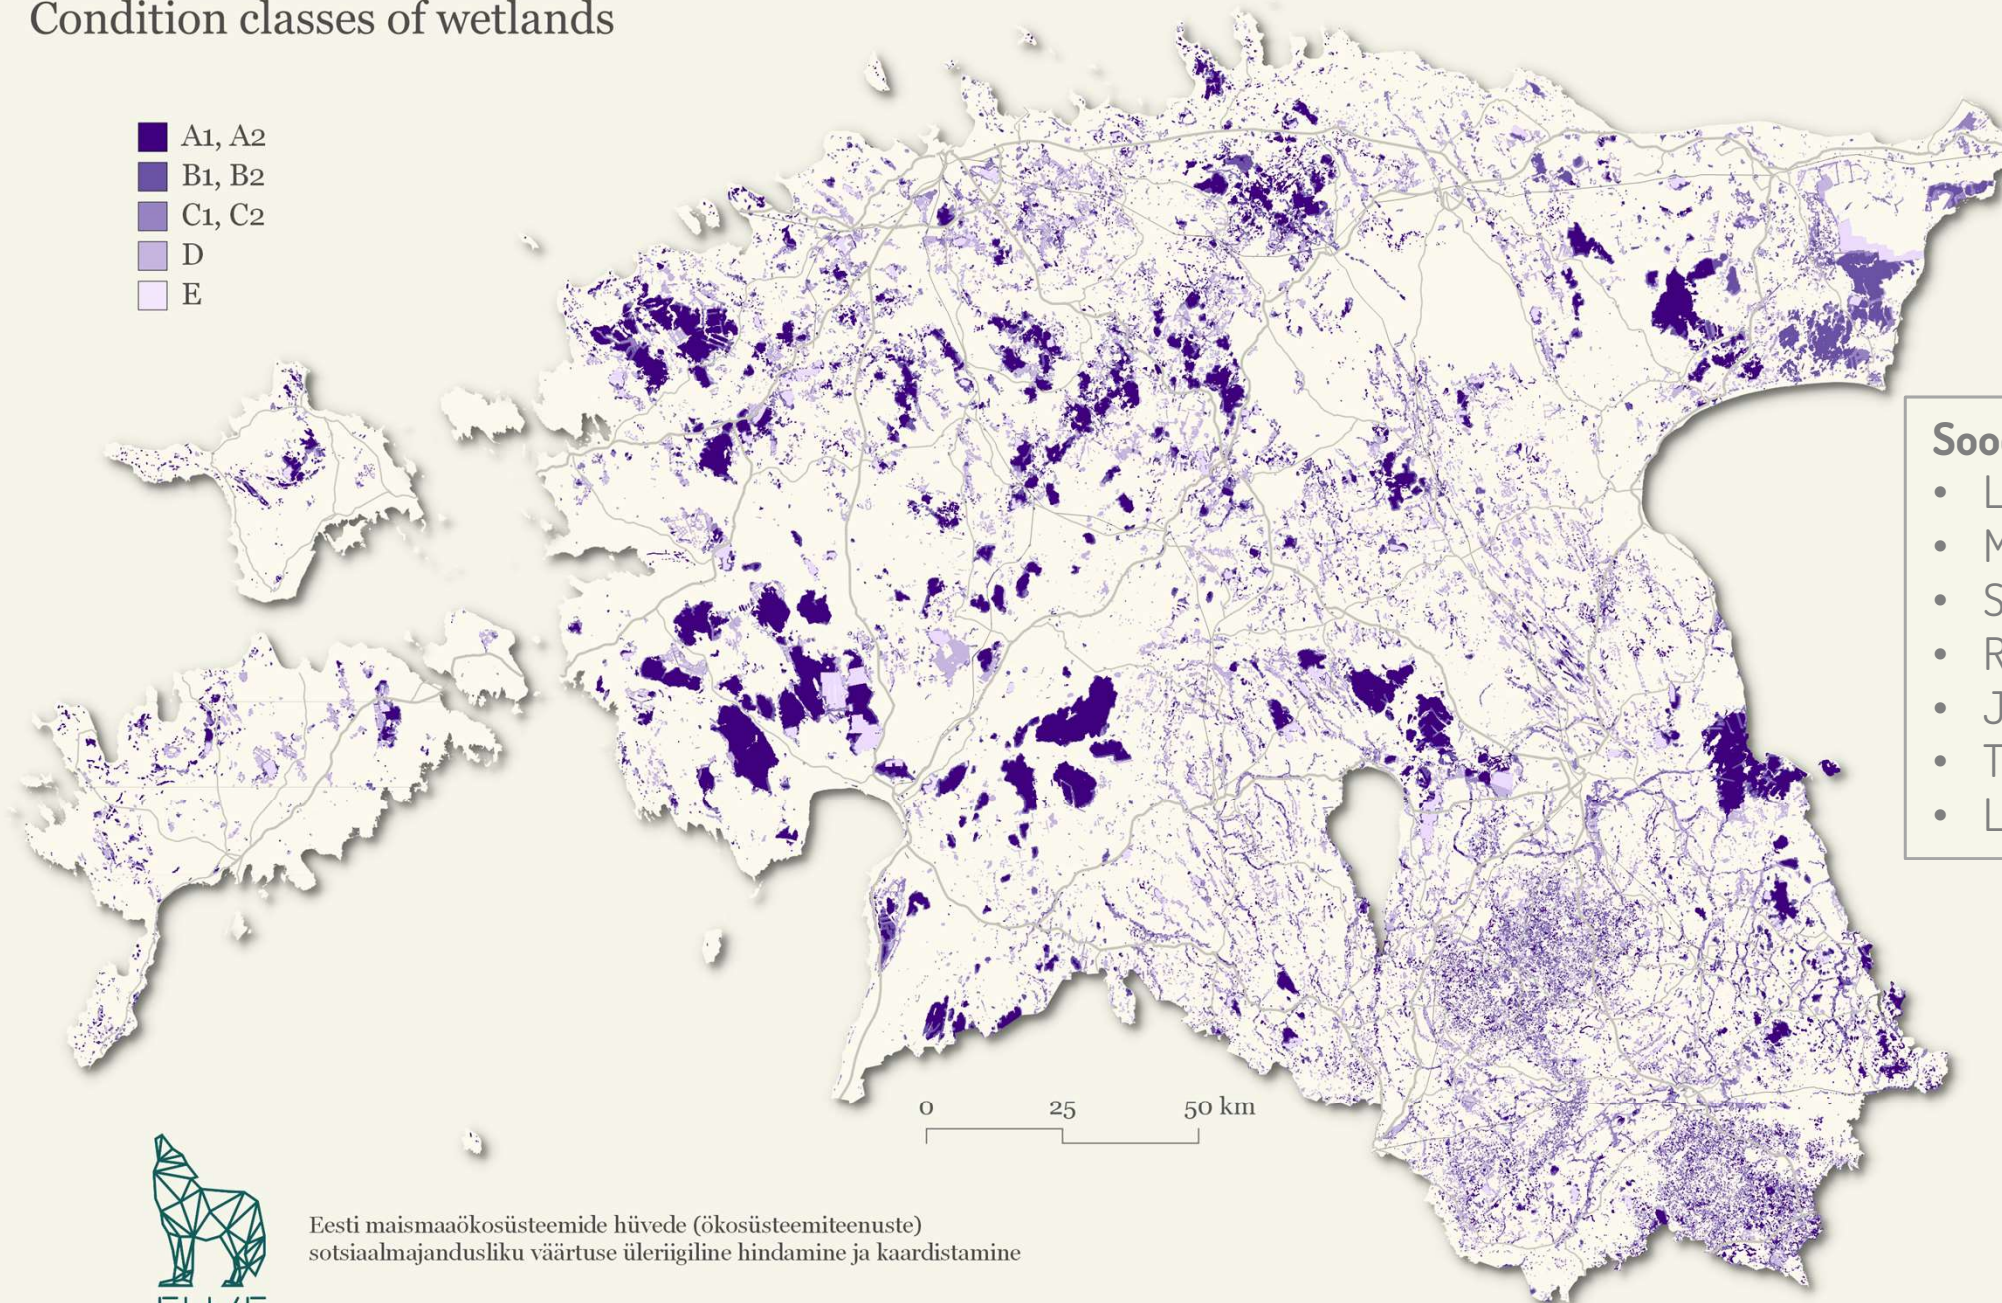 Condition classes of wetlands
A1, A2
B1, B2
C1, C2
D
E
Soo
• L
• M
• S
• R
• J
• T
• L
0 25 50 km
Eesti maismaaökosüsteemide hüvede (ökosüsteemiteenuste)
sotsiaalmajandusliku väärtuse üleriigiline hindamine ja kaardistamine